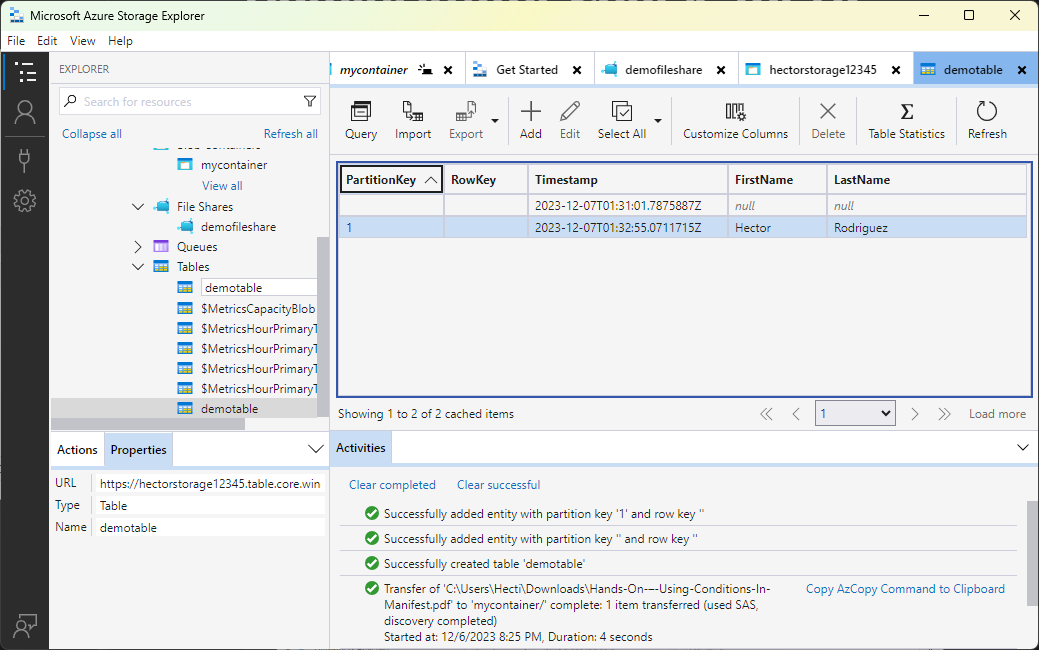 Microsoft Azure Storage Explorer
File Edit View Help
EXPLORER
Search for resources
Collapse all Refresh all
mycontainer
View all
File Shares
demofileshare
Queues
Tables
demotable
$MetricsCapacityBlob
$MetricsHourPrimaryT
$MetricsHourPrimaryT
$MetricsHourPrimaryT
$MetricsHourPrimaryT
demotable
Actions Properties
URL https://hectorstorage12345.table.core.win
Type Table
Name demotable
mycontainer Get Started demofileshare hectorstorage12345 demotable
Query Import Export Add Edit Select All Customize Columns Delete Table Statistics Refresh
PartitionKey RowKey Timestamp FirstName LastName
2023-12-07T01:31:01.7875887Z null null
1 2023-12-07T01:32:55.0711715Z Hector Rodriguez
Showing 1 to 2 of 2 cached items 1 Load more
Activities
Clear completed Clear successful
Successfully added entity with partition key '1' and row key ''
Successfully added entity with partition key '' and row key ''
Successfully created table 'demotable'
Transfer of 'C:\Users\Hecti\Downloads\Hands-On-–-Using-Conditions-In- Copy AzCopy Command to Clipboard
Manifest.pdf' to 'mycontainer/' complete: 1 item transferred (used SAS,
discovery completed)
Started at: 12/6/2023 8:25 PM, Duration: 4 seconds